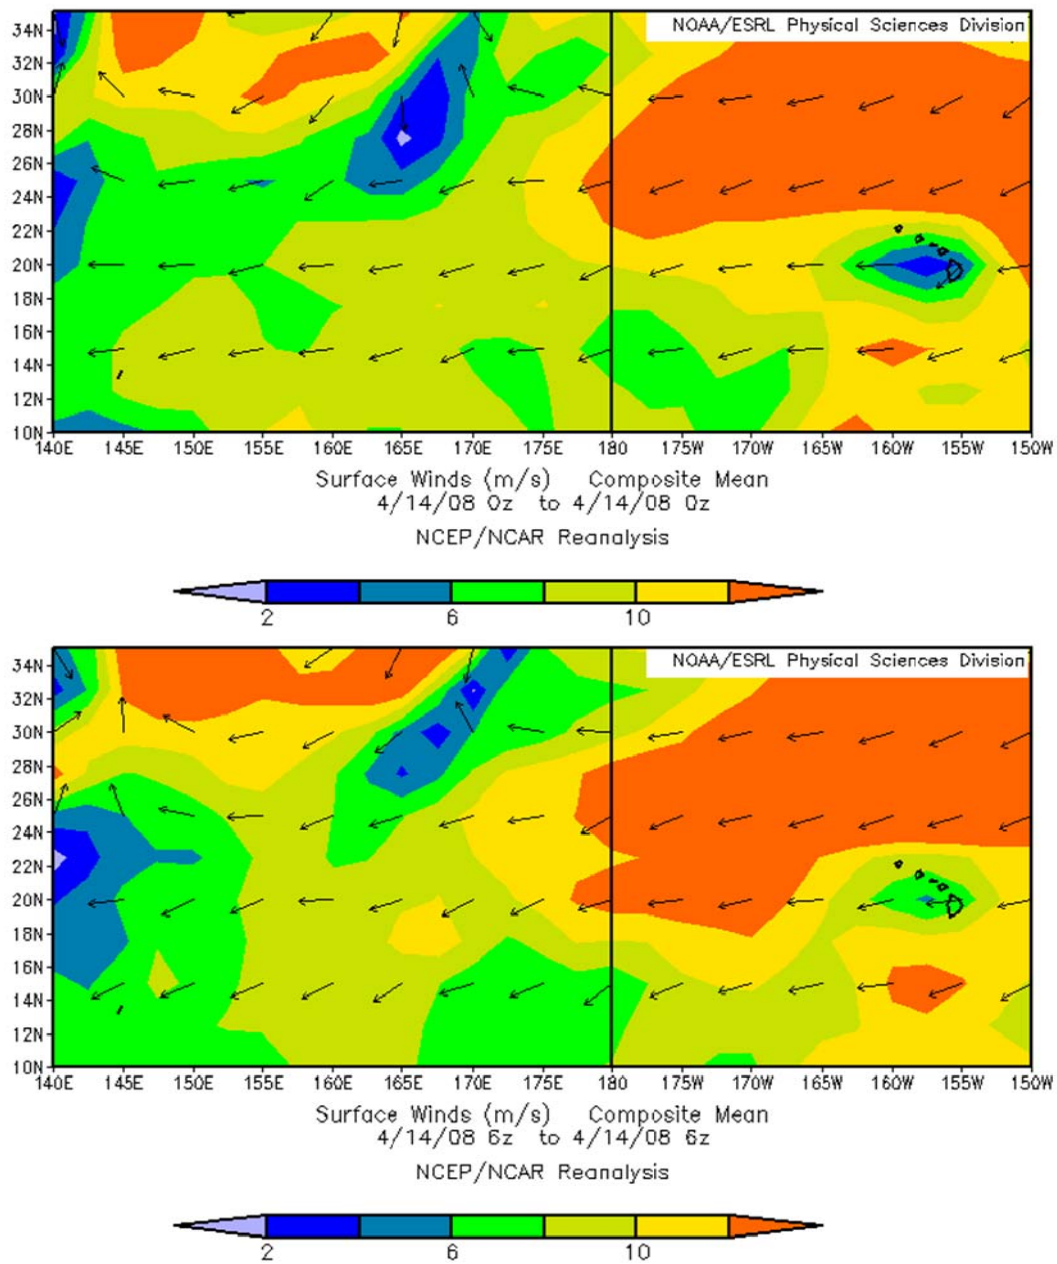 NOAA/ESRL Physical Sciences Division
34N
32N
30N
28N
26N
24N
22N
20N
18N
16N
14N
12N
10N
140E 145E 150E 155E 160E 165E 170E 175E 180 175W 170W 165W 160W 155W 150W
Surface Winds (m/s) Composite Mean
4/14/08 0z to 4/14/08 0z
NCEP/NCAR Reanalysis
2 6 10
NOAA/ESRL Physical Sciences Division
34N
32N
30N
28N
26N
24N
22N
20N
18N
16N
14N
12N
10N
140E 145E 150E 155E 160E 165E 170E 175E 180 175W 170W 165W 160W 155W 150W
Surface Winds (m/s) Composite Mean
4/14/08 6z to 4/14/08 6z
NCEP/NCAR Reanalysis
2 6 10